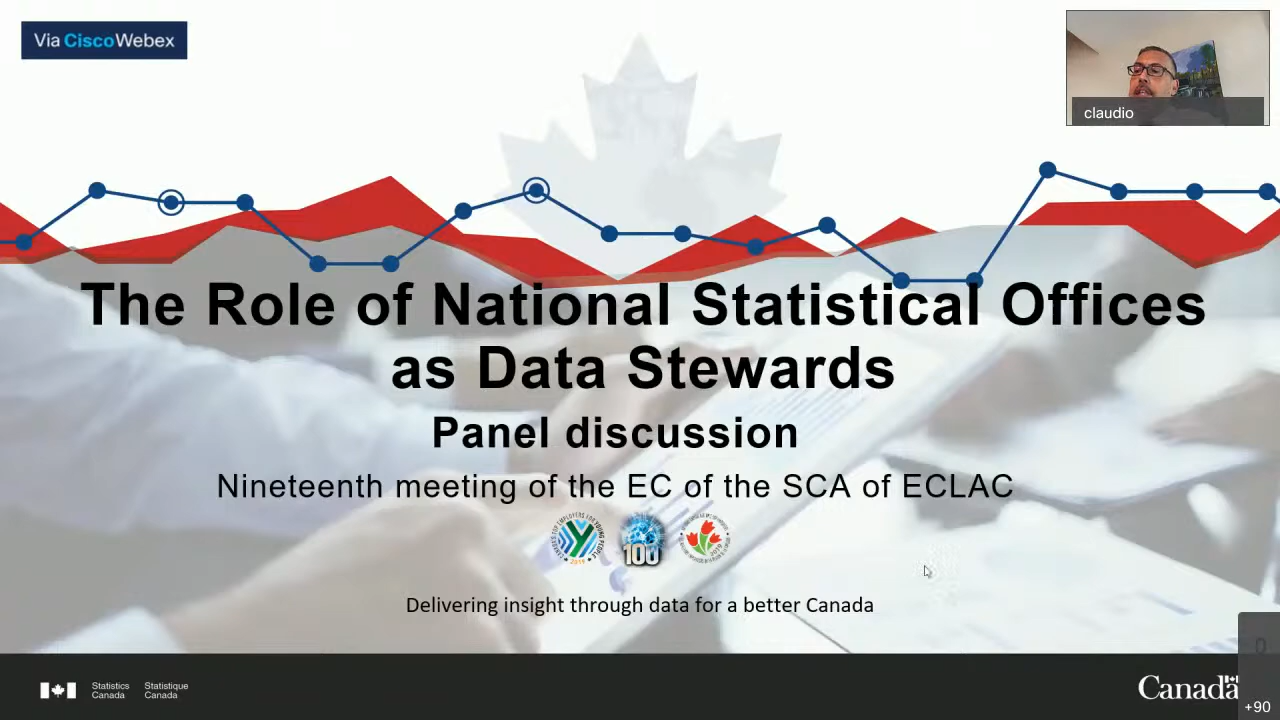 Via Cisco Webex
claudio
The Role of National Statistical Offices
as Data Stewards
Panel discussion
Nineteenth meeting of the EC of the SCA of ECLAC
100
Delivering insight through data for a better Canada
Statistics Statistique
Canada Canada
Canada
+90